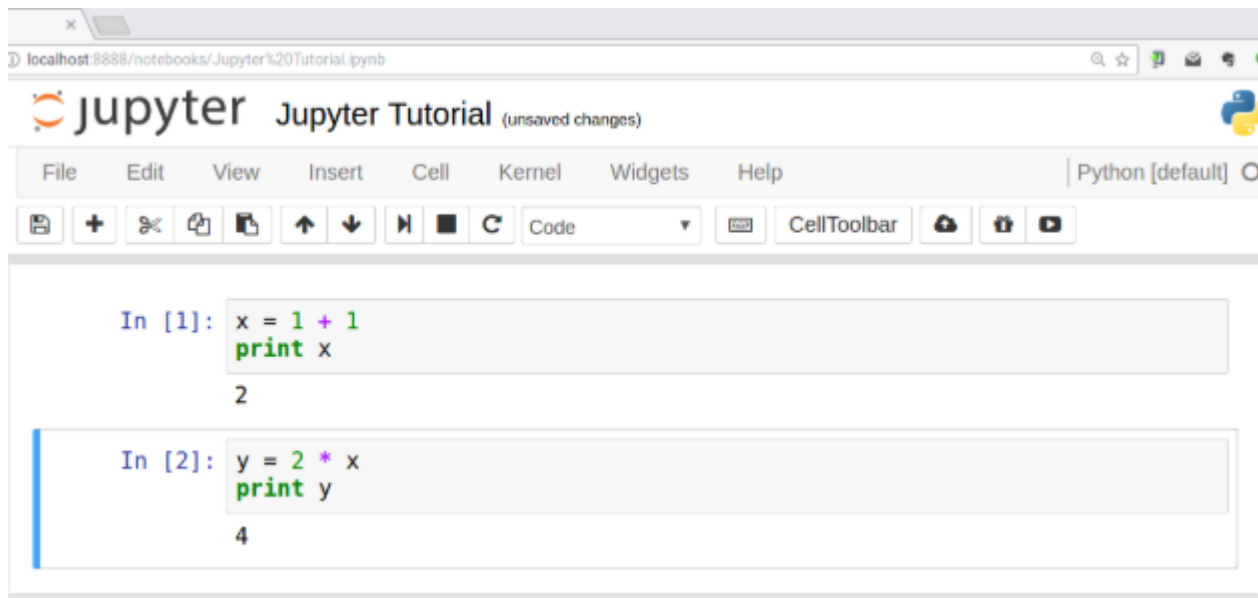 localhost:8888/notebooks/Jupyter%20Tutorial.ipynb
jupyter Jupyter Tutorial (unsaved changes)
File Edit View Insert Cell Kernel Widgets Help Python [default]
Code CellToolbar
In [1]: x = 1 + 1
print x
2
In [2]: y = 2 * x
print y
4